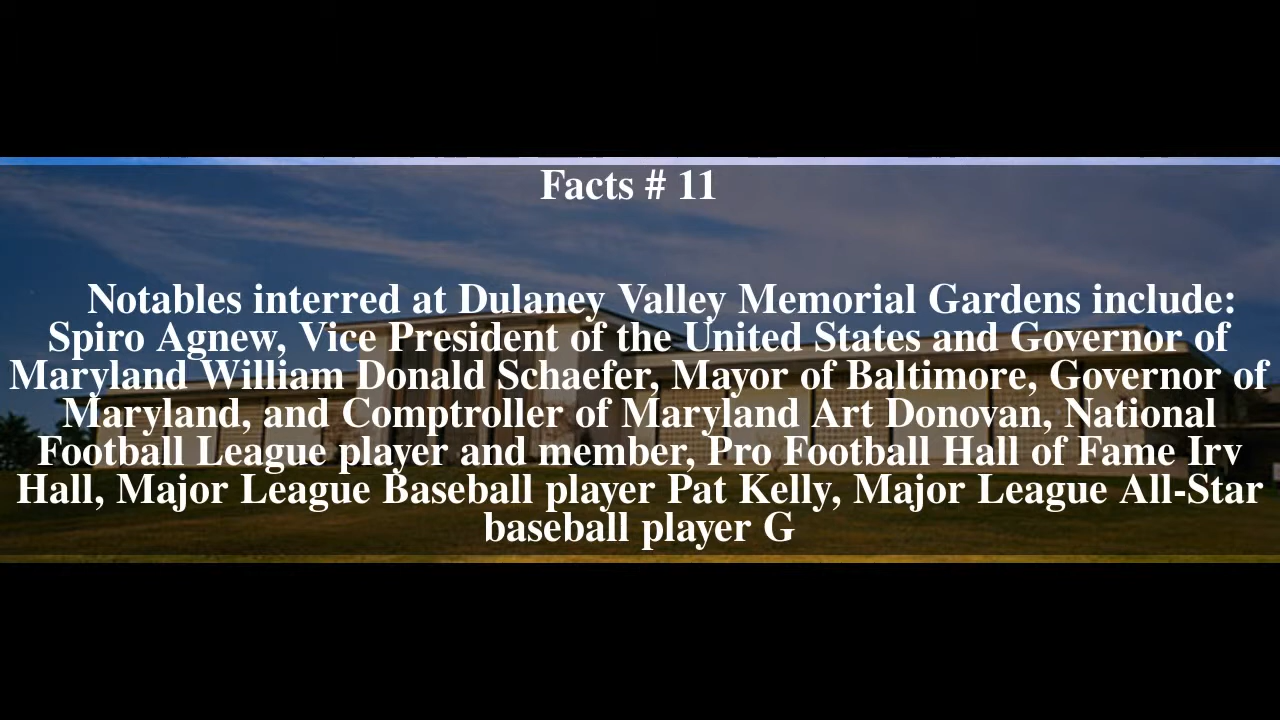 Facts # 11
Notables interred at Dulaney Valley Memorial Gardens include:
Spiro Agnew, Vice President of the United States and Governor of
Maryland William Donald Schaefer, Mayor of Baltimore, Governor of
Maryland, and Comptroller of Maryland Art Donovan, National
Football League player and member, Pro Football Hall of Fame Irv
Hall, Major League Baseball player Pat Kelly, Major League All-Star
baseball player G